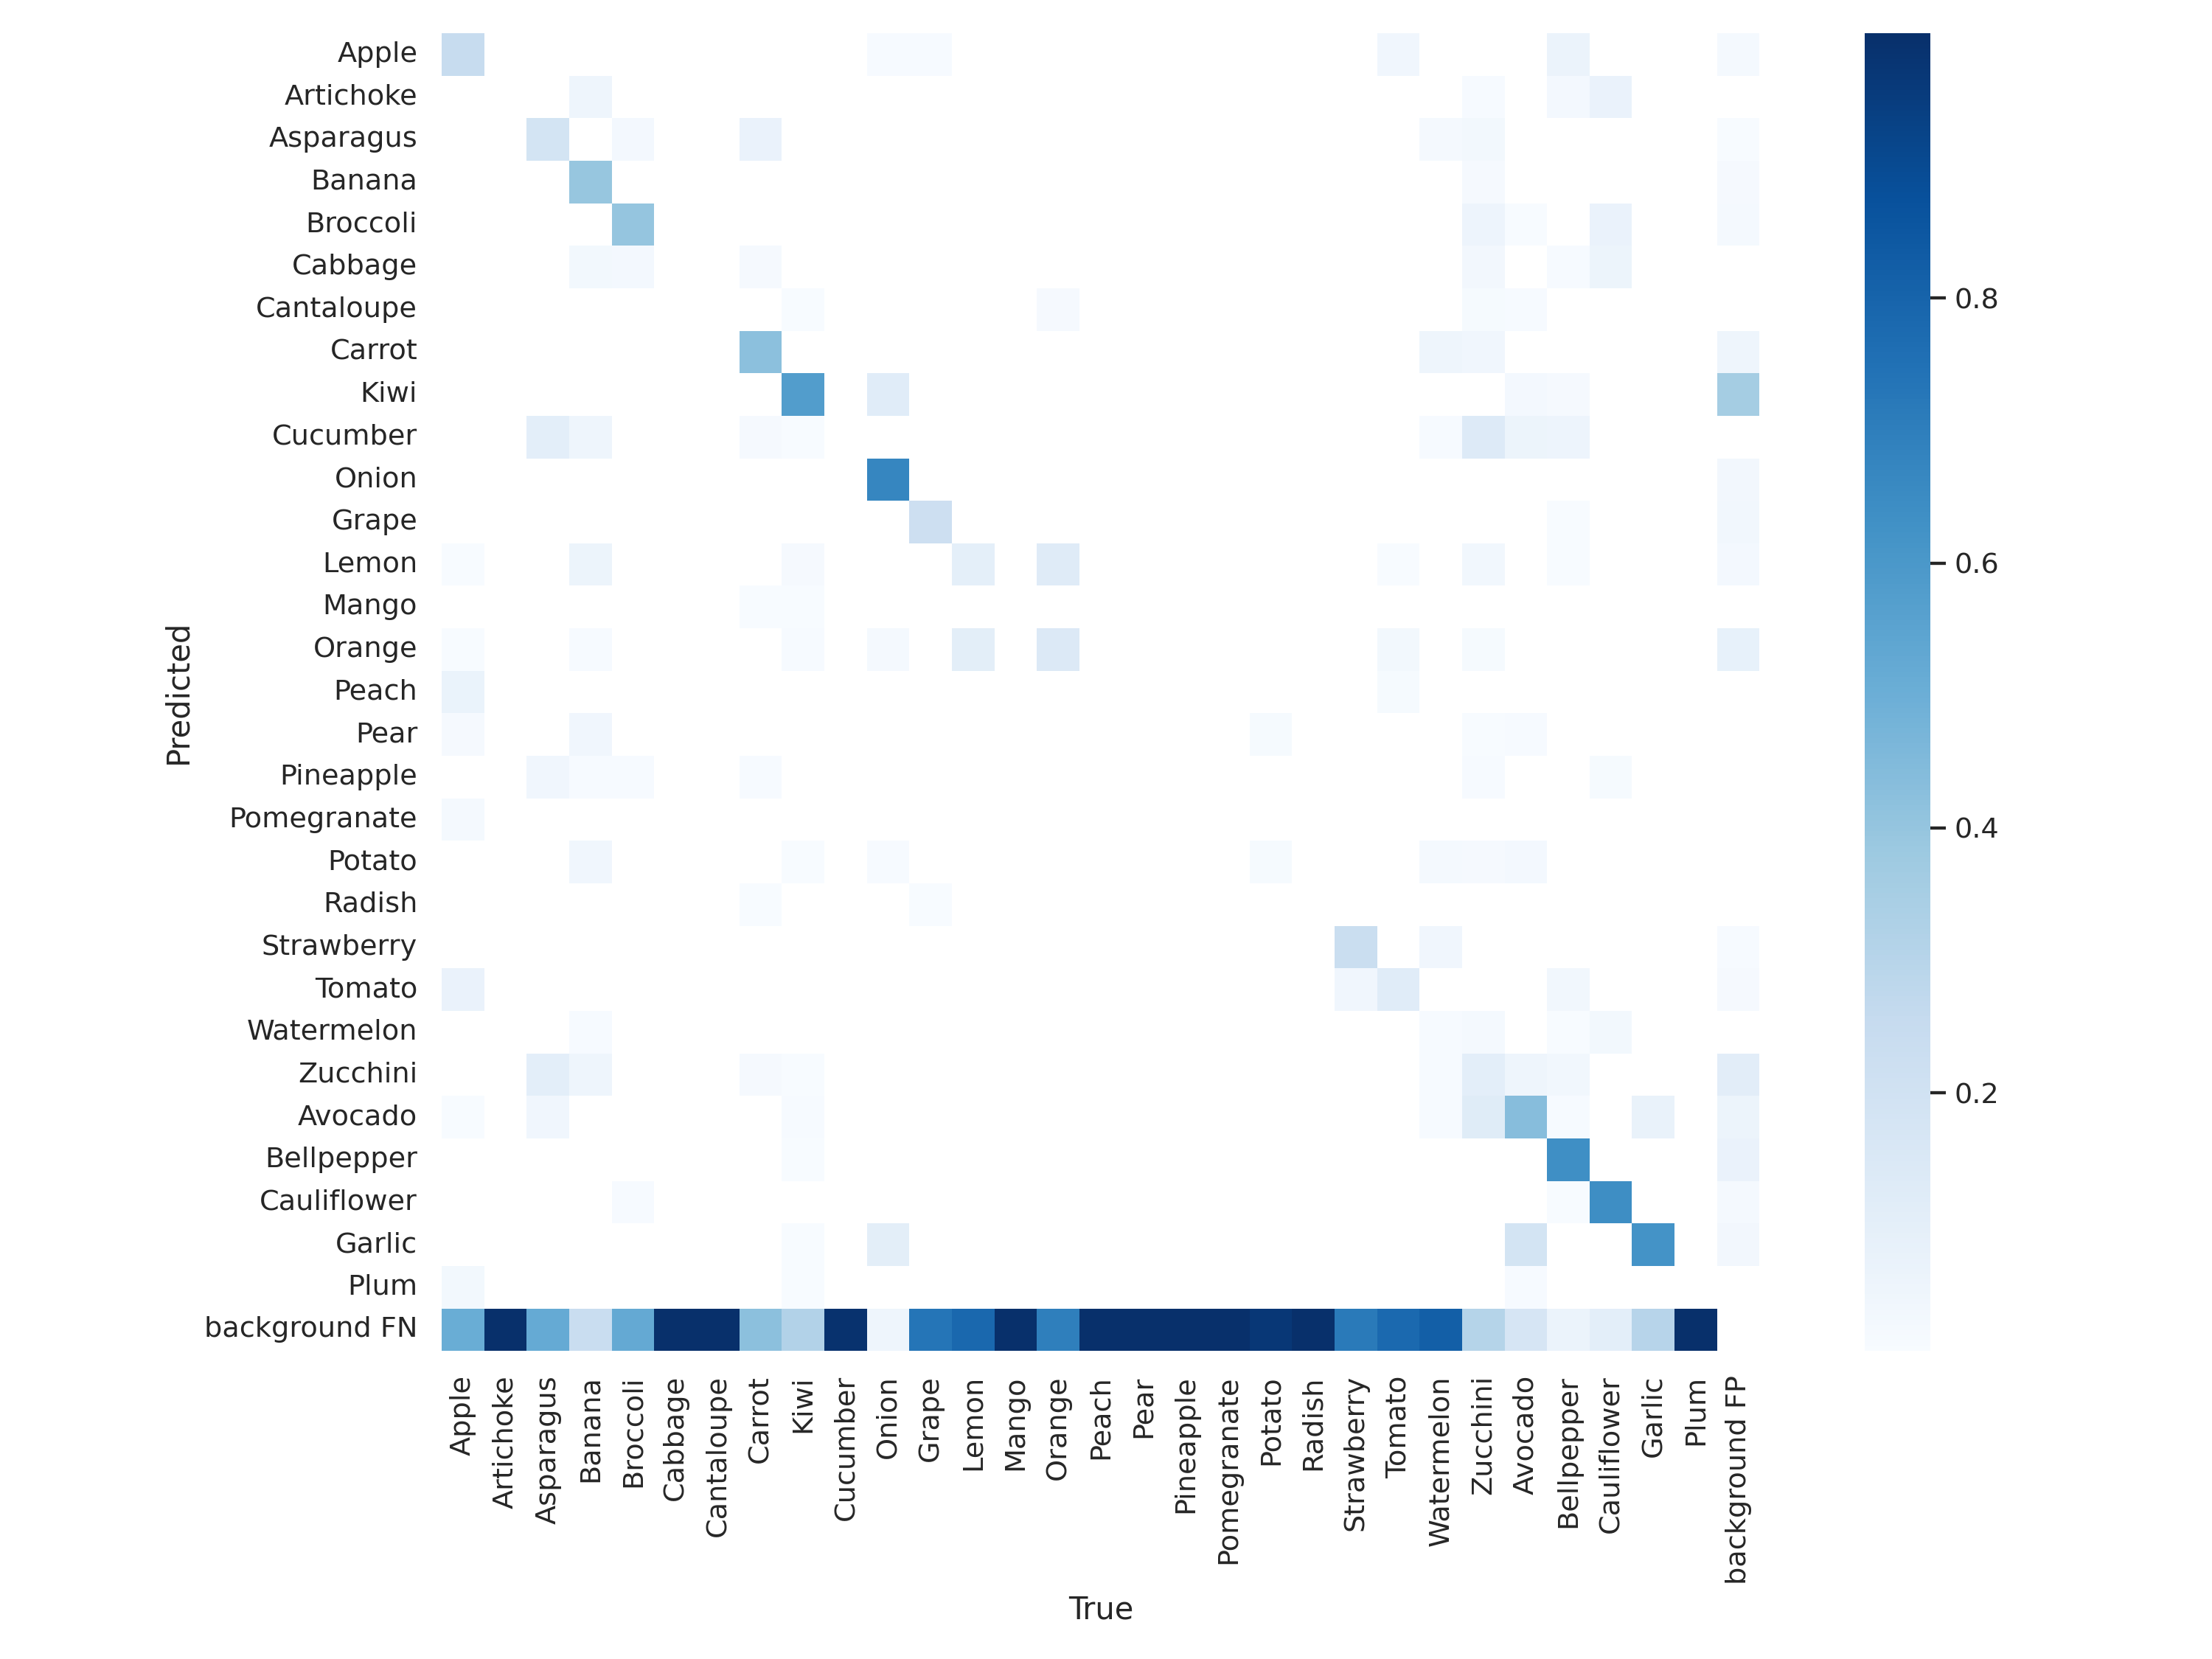 Apple
Artichoke
Asparagus
Banana
Broccoli
Cabbage
Cantaloupe
Carrot
Kiwi
Cucumber
Onion
Grape
Lemon
Mango
Orange
Peach
Pear
Pineapple
Pomegranate
Potato
Radish
Strawberry
Tomato
Watermelon
Zucchini
Avocado
Bellpepper
Cauliflower
Garlic
Plum
background FN
Predicted
Apple
Artichoke
Asparagus
Banana
Broccoli
Cabbage
Cantaloupe
Carrot
Kiwi
Cucumber
Onion
Grape
Lemon
Mango
Orange
Peach
Pear
Pineapple
Pomegranate
Potato
Radish
Strawberry
Tomato
Watermelon
Zucchini
Avocado
Bellpepper
Cauliflower
Garlic
Plum
background FP
True
0.8
0.6
0.4
0.2